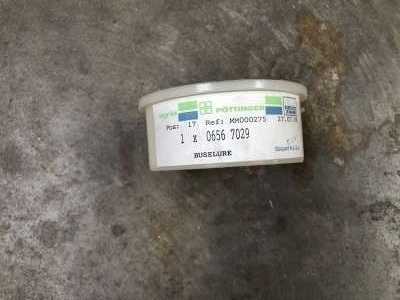 PÖTTINGER
Pos: 17 Ref: MM000275
1 X 0656 7029
BUSELURE